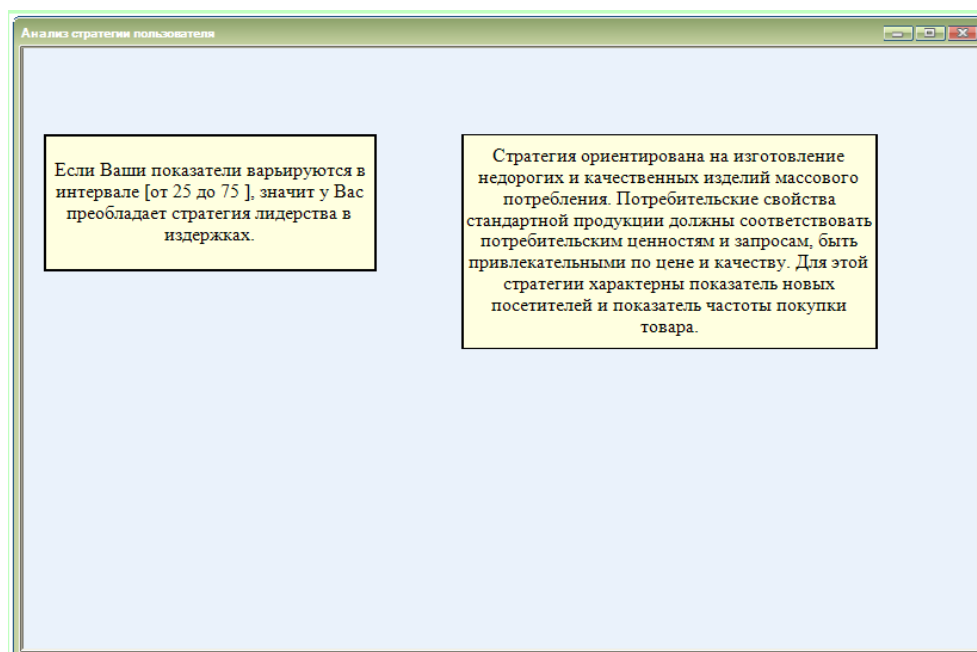 Анализ стратегии пользователя
Если Ваши показатели варьируются в
интервале [от 25 до 75 ], значит у Вас
преобладает стратегия лидерства в
издержках.
Стратегия ориентирована на изготовление
недорогих и качественных изделий массового
потребления. Потребительские свойства
стандартной продукции должны соответствовать
потребительским ценностям и запросам, быть
привлекательными по цене и качеству. Для этой
стратегии характерны показатель новых
посетителей и показатель частоты покупки
товара.